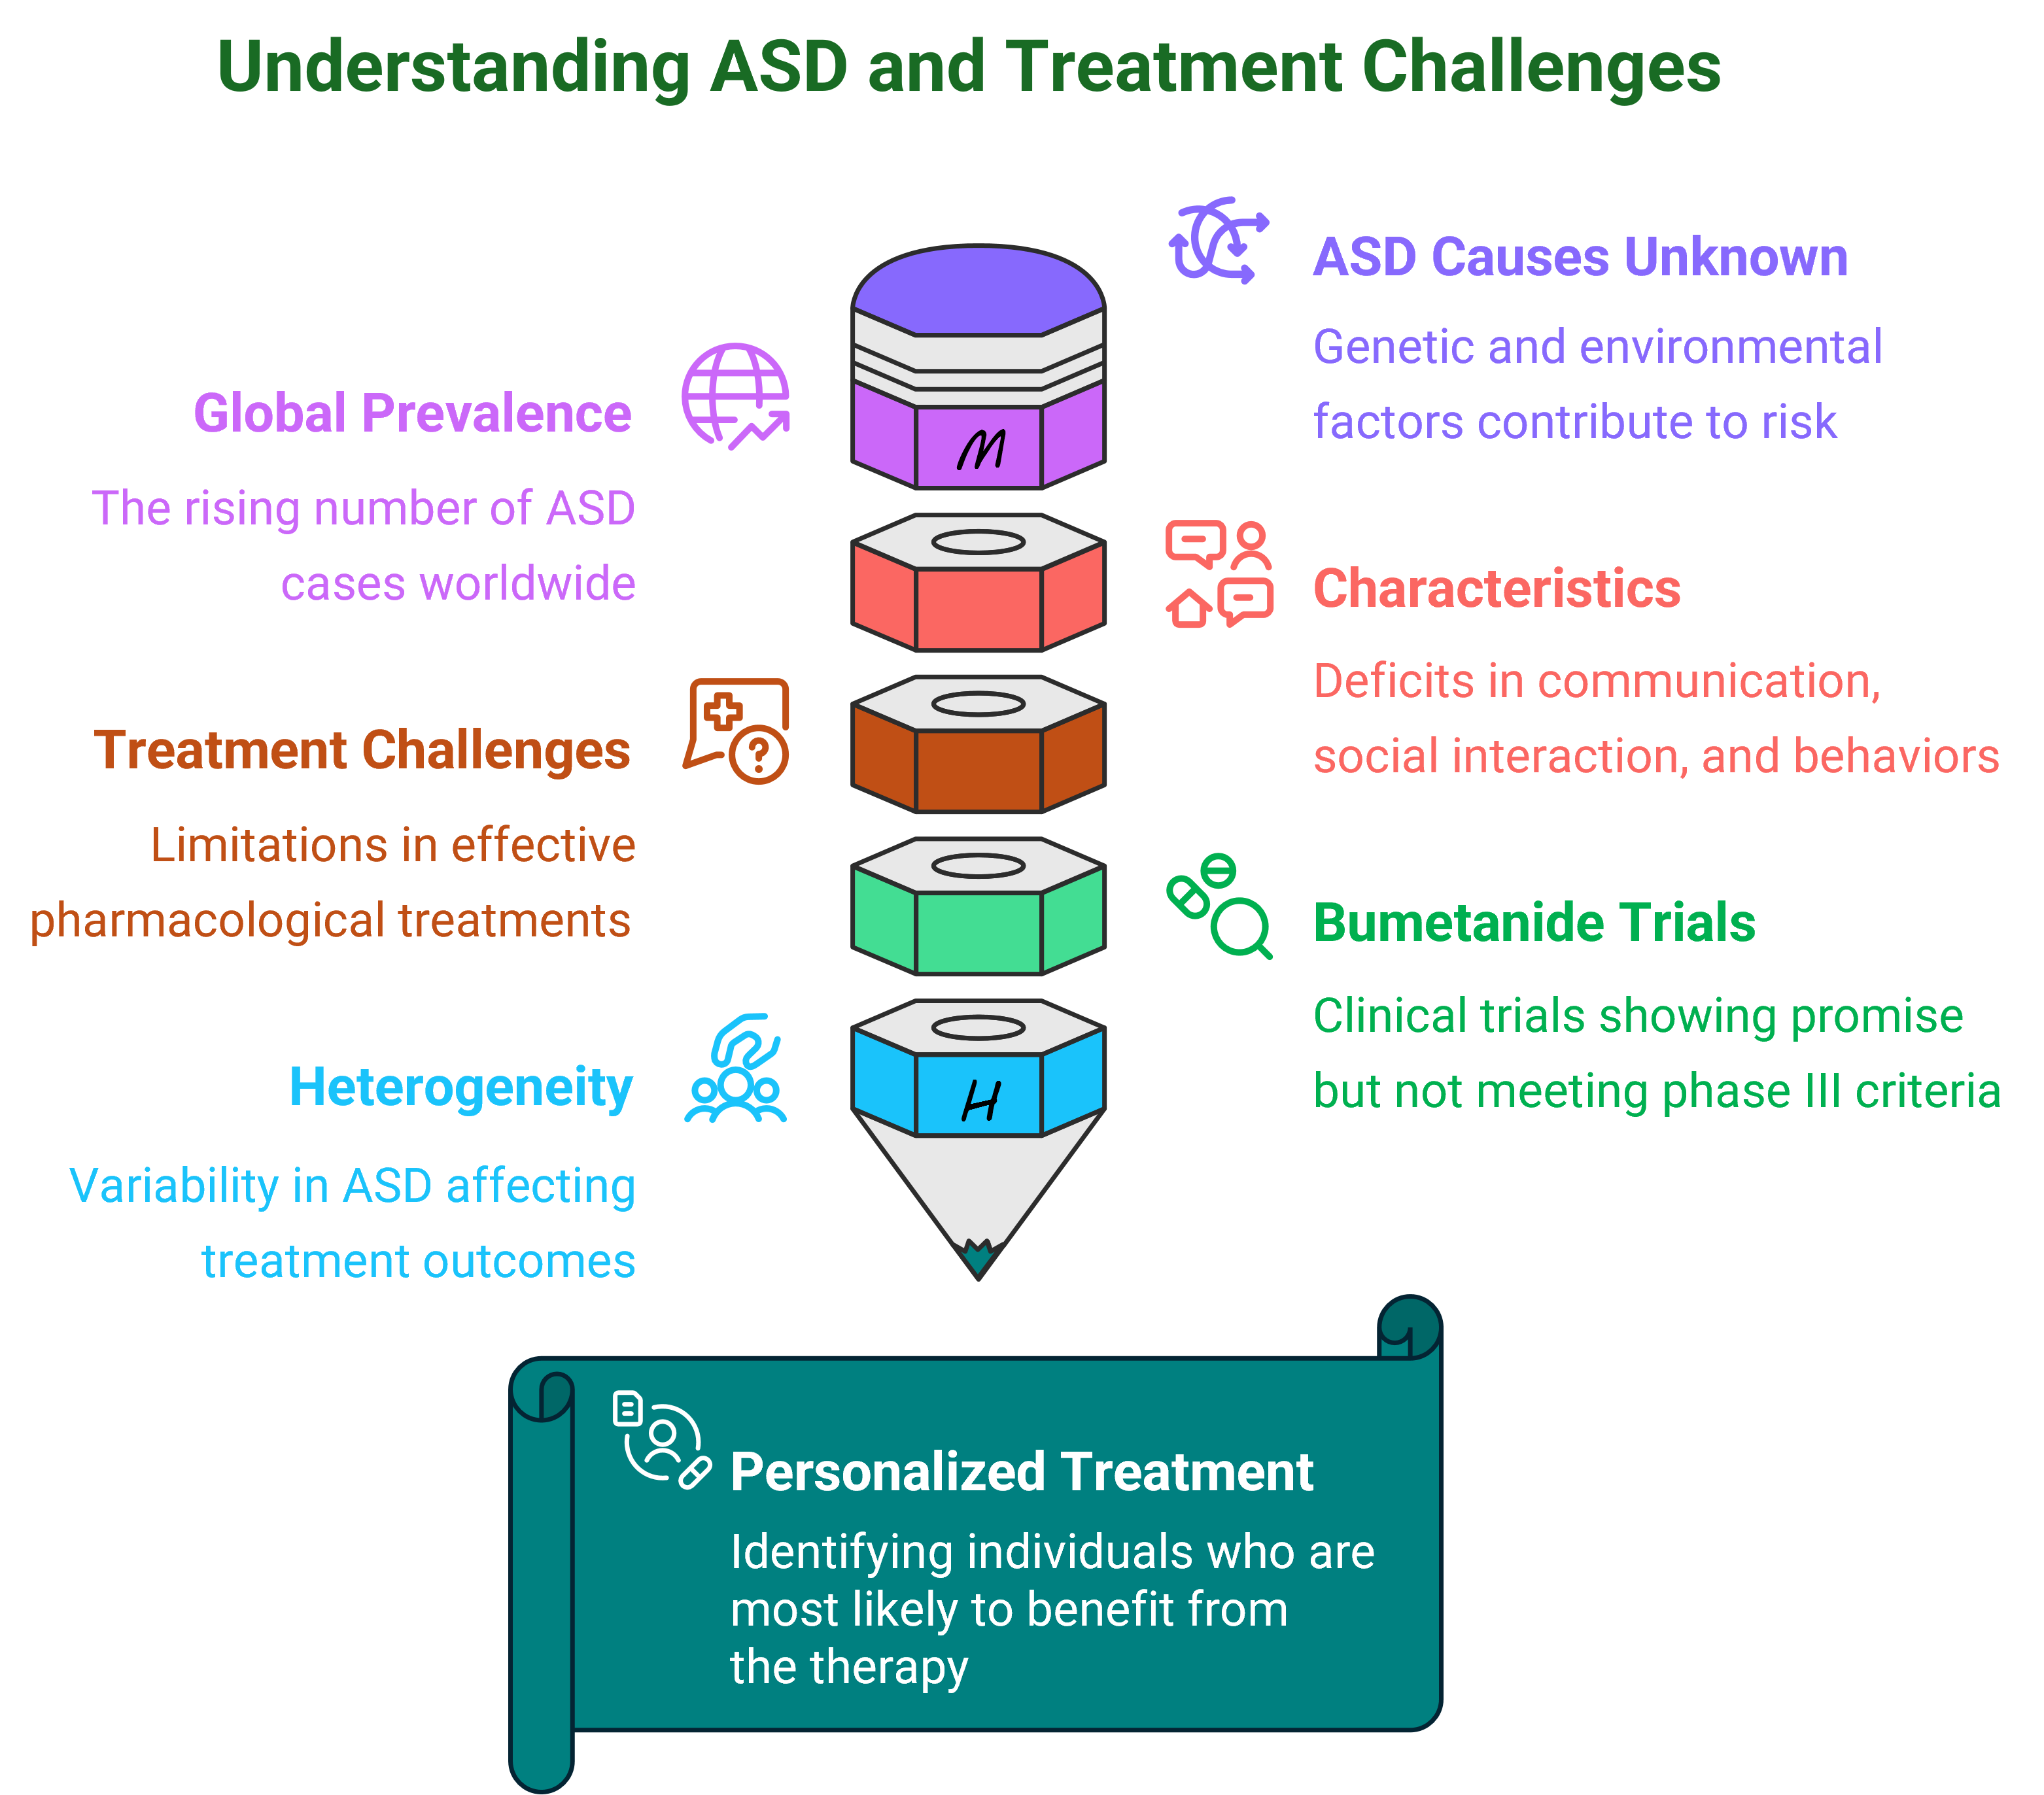 Understanding ASD and Treatment Challenges
ASD Causes Unknown
Genetic and environmental
factors contribute to risk
Global Prevalence
The rising number of ASD
cases worldwide
M
Characteristics
Deficits in communication,
social interaction, and behaviors
Treatment Challenges
Limitations in effective
pharmacological treatments
?
Bumetanide Trials
Clinical trials showing promise
but not meeting phase III criteria
Heterogeneity
Variability in ASD affecting
treatment outcomes
H
Personalized Treatment
Identifying individuals who are
most likely to benefit from
the therapy